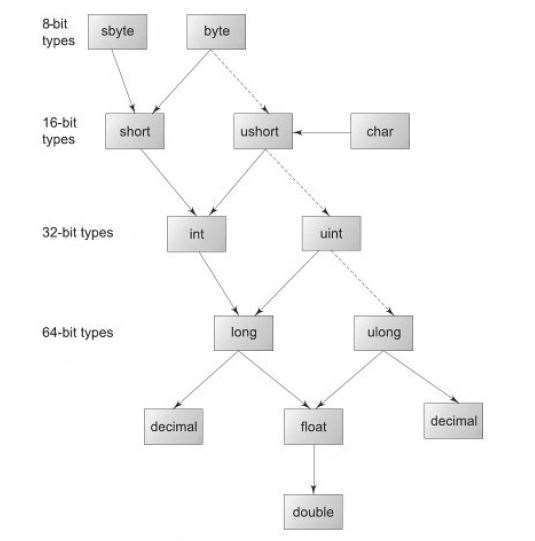 8-bit
types
sbyte
byte
16-bit
types
short
ushort
char
32-bit types
int
uint
64-bit types
long
ulong
decimal
float
decimal
double